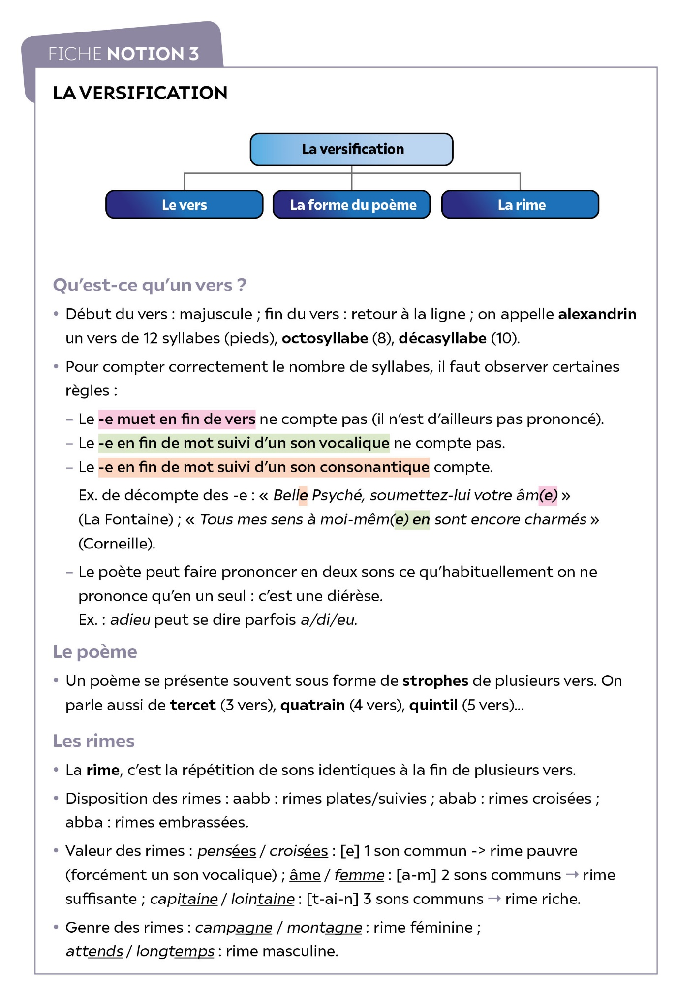 FICHE NOTION 3
LA VERSIFICATION
La versification
Le vers
La forme du poème
La rime
Qu’est-ce qu’un vers ?
• Début du vers : majuscule ; fin du vers : retour à la ligne ; on appelle alexandrin
un vers de 12 syllabes (pieds), octosyllabe (8), décasyllabe (10).
• Pour compter correctement le nombre de syllabes, il faut observer certaines
règles :
– Le -e muet en fin de vers ne compte pas (il n’est d’ailleurs pas prononcé).
– Le -e en fin de mot suivi d’un son vocalique ne compte pas.
– Le -e en fin de mot suivi d’un son consonantique compte.
Ex. de décompte des -e : « Belle Psyché, soumettez-lui votre âm(e) »
(La Fontaine) ; « Tous mes sens à moi-mêm(e) en sont encore charmés »
(Corneille).
– Le poète peut faire prononcer en deux sons ce qu’habituellement on ne
prononce qu’en un seul : c’est une diérèse.
Ex. : adieu peut se dire parfois a/di/eu.
Le poème
• Un poème se présente souvent sous forme de strophes de plusieurs vers. On
parle aussi de tercet (3 vers), quatrain (4 vers), quintil (5 vers)…
Les rimes
• La rime, c’est la répétition de sons identiques à la fin de plusieurs vers.
• Disposition des rimes : aabb : rimes plates/suivies ; abab : rimes croisées ;
abba : rimes embrassées.
• Valeur des rimes : pensées / croisées : [e] 1 son commun -> rime pauvre
(forcément un son vocalique) ; âme / femme : [a-m] 2 sons communs → rime
suffisante ; capitaine / lointaine : [t-ai-n] 3 sons communs → rime riche.
• Genre des rimes : campagne / montagne : rime féminine ;
attends / longtemps : rime masculine.